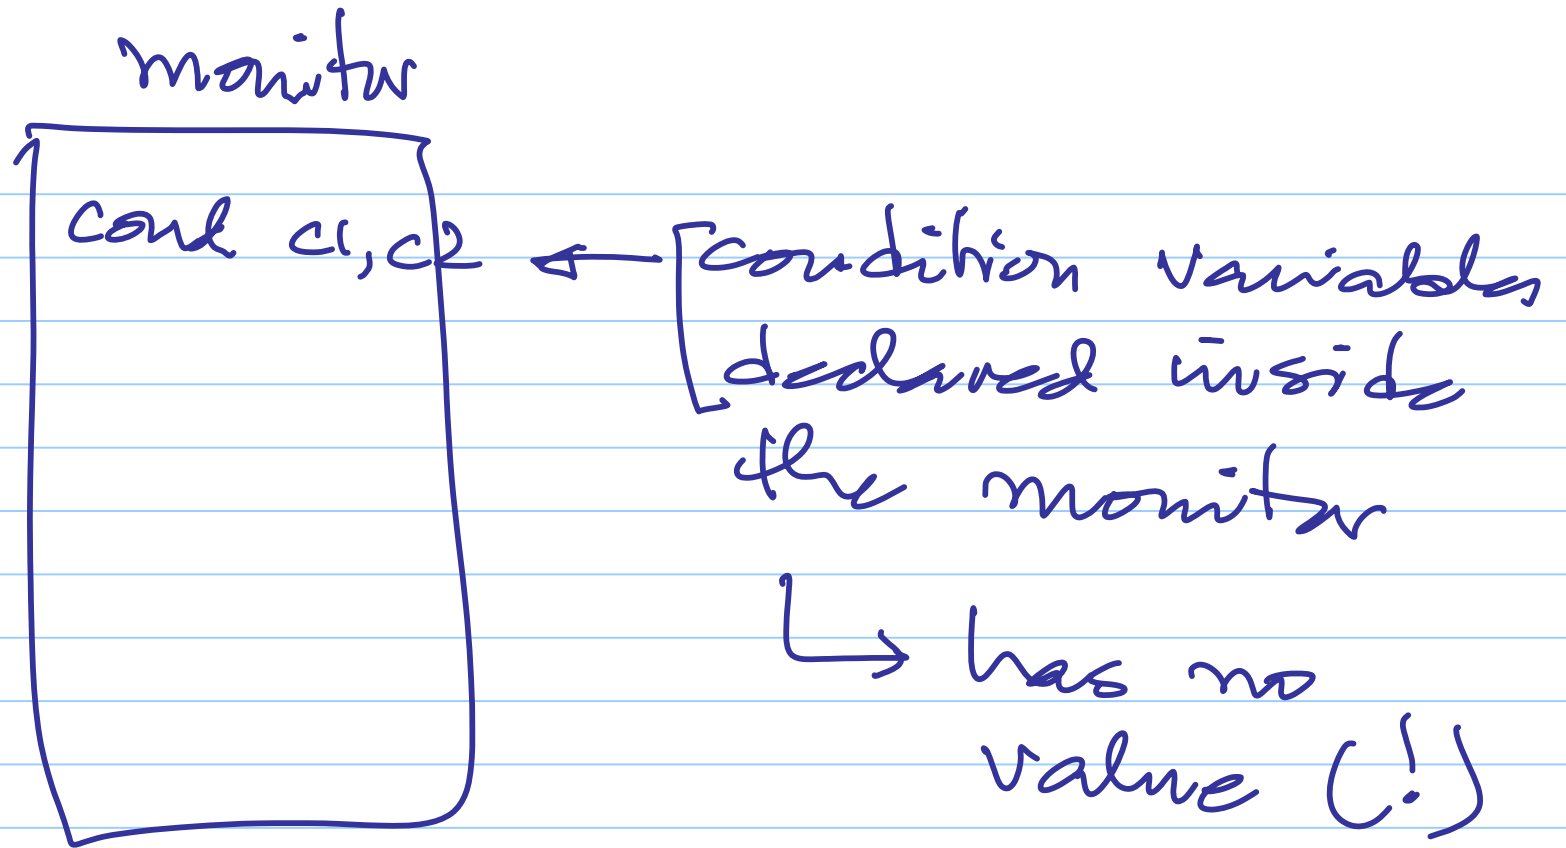 monitor
cond c1, c2
condition variables,
declared inside
the monitor
has no
value (!)